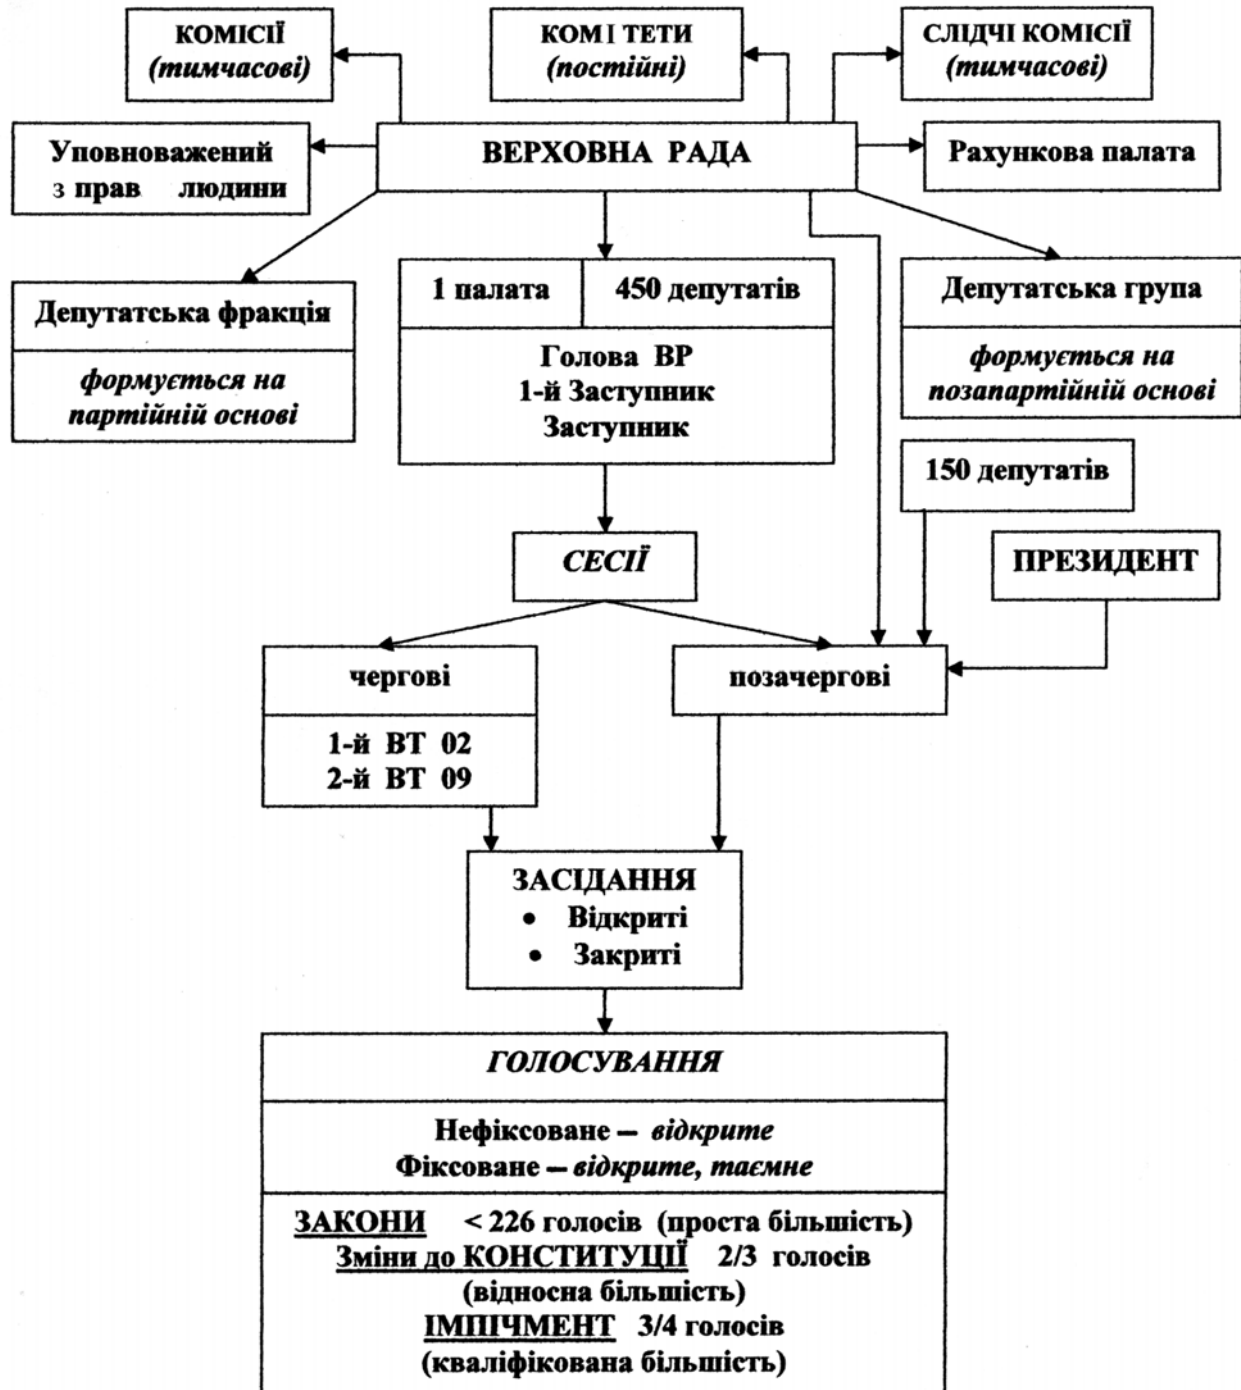 КОМІСІЇ
(тимчасові)
КОМІ ТЕТИ
(постійні)
СЛІДЧІ КОМІСІЇ
(тимчасові)
Уповноважений
з прав людини
ВЕРХОВНА РАДА
Рахункова палата
Депутатська фракція
формується на
партійній основі
1 палата
450 депутатів
Голова ВР
1-й Заступник
Заступник
Депутатська група
формується на
позапартійній основі
150 депутатів
СЕСІЇ
ПРЕЗИДЕНТ
чергові
1-й ВТ 02
2-й ВТ 09
позачергові
ЗАСІДАННЯ
• Відкриті
• Закриті
ГОЛОСУВАННЯ
Нефіксоване – відкрите
Фіксоване – відкрите, таємне
ЗАКОНИ < 226 голосів (проста більшість)
Зміни до КОНСТИТУЦІЇ 2/3 голосів
(відносна більшість)
ІМПІЧМЕНТ 3/4 голосів
(кваліфікована більшість)